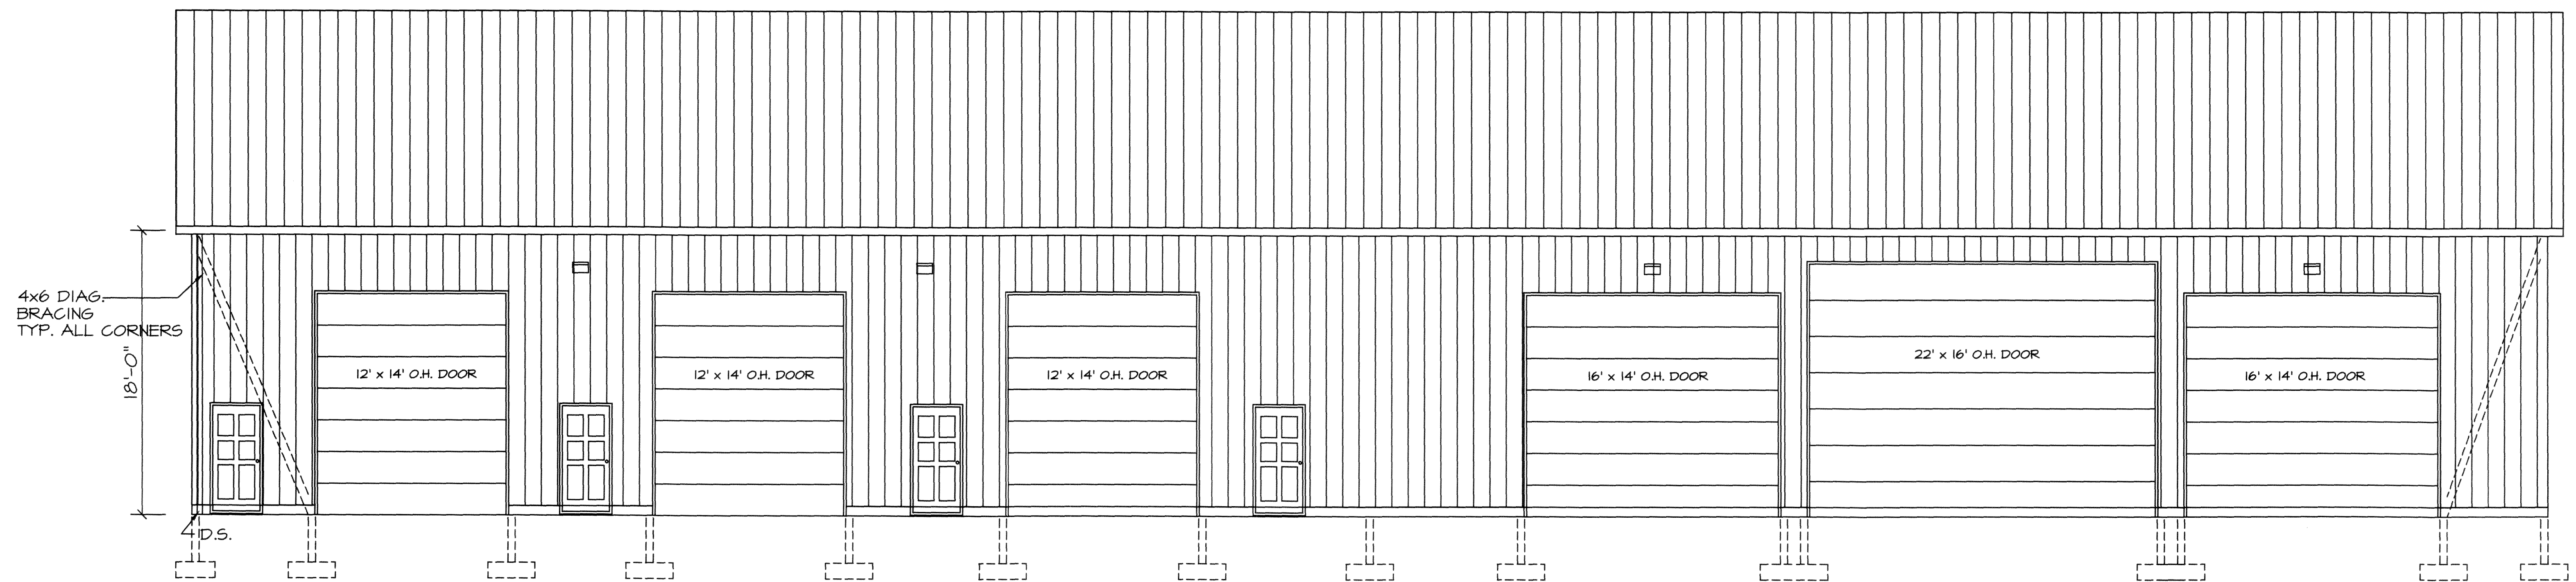 4x6 DIAG.
BRACING
TYP. ALL CORNERS
18'-0"
12' x 14' O.H. DOOR
12' x 14' O.H. DOOR
12' x 14' O.H. DOOR
16' x 14' O.H. DOOR
22' x 16' O.H. DOOR
16' x 14' O.H. DOOR
D.S.